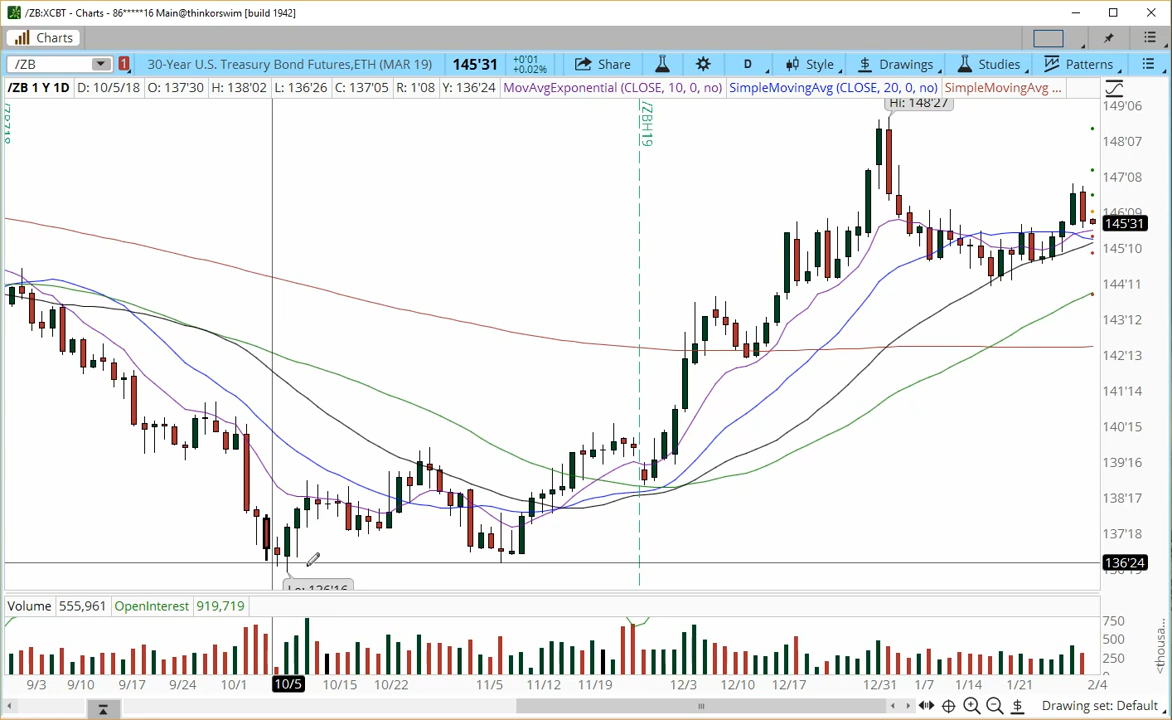 /ZB:XCBT - Charts - 86*****16 Main@thinkorswim [build 1942]
Charts
/ZB 1 30-Year U.S. Treasury Bond Futures,ETH (MAR 19) 145'31 +0'01 +0.02% Share D Style Drawings Studies Patterns
/ZB 1 Y 1D D: 10/5/18 O: 137'30 H: 138'02 L: 136'26 C: 137'05 R: 1'08 Y: 136'24 MovAvgExponential (CLOSE, 10, 0, no) SimpleMovingAvg (CLOSE, 20, 0, no) SimpleMovingAvg ...
/ZBH19
Hi: 148'27
149'06
148'07
147'08
146'09
145'31
145'10
144'11
143'12
142'13
141'14
140'15
139'16
138'17
137'18
136'24
Lo: 136'16
Volume 555,961 OpenInterest 919,719
750
500
250
<thousa...
9/3 9/10 9/17 9/24 10/1 10/5 10/15 10/22 11/5 11/12 11/19 12/3 12/10 12/17 12/31 1/7 1/14 1/21 2/4
Drawing set: Default